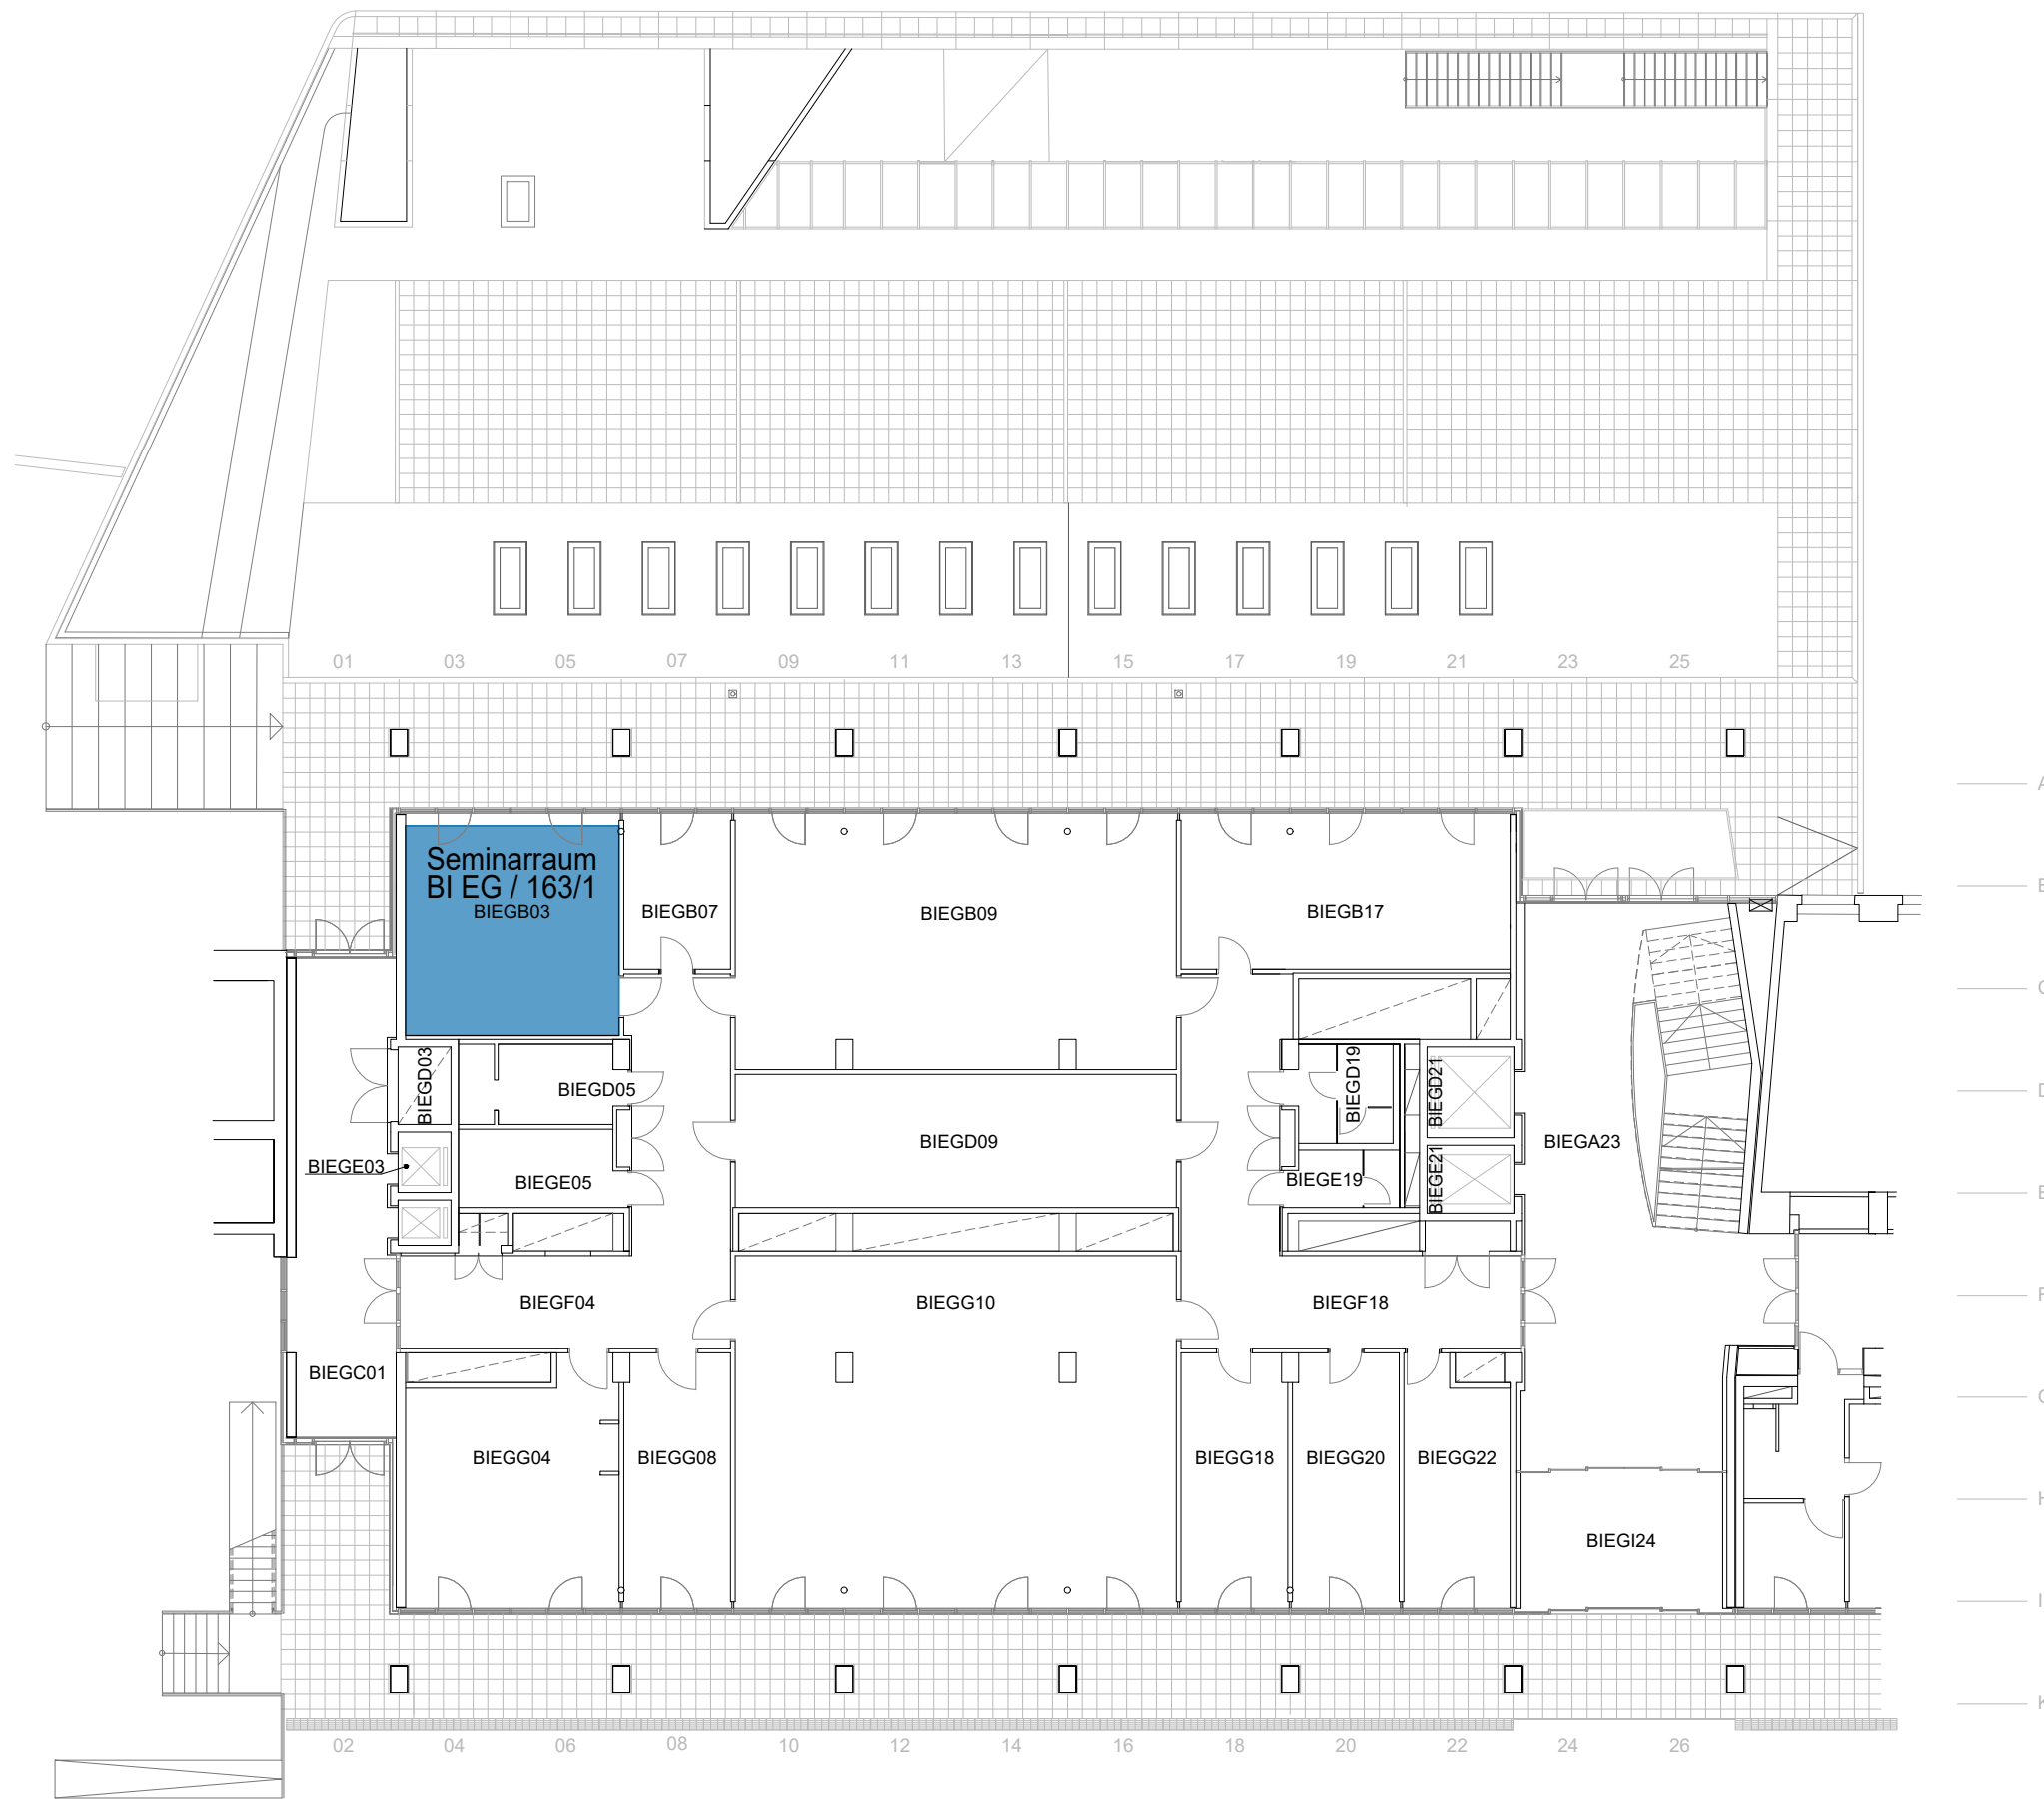 01 03 05 07 09 11 13 15 17 19 21 23 25
A
Seminarraum
BI EG / 163/1
BIEGB03
BIEGB07
BIEGB09
BIEGB17
BIEGD03
BIEGD05
BIEGD19
BIEGD21
BIEGD09
BIEGA23
BIEGE03
BIEGE05
BIEGE19
BIEGE21
D
BIEGF04
BIEGG10
BIEGF18
F
BIEGC01
BIEGG04
BIEGG08
BIEGG18
BIEGG20
BIEGG22
H
BIEGI24
I
K
02 04 06 08 10 12 14 16 18 20 22 24 26